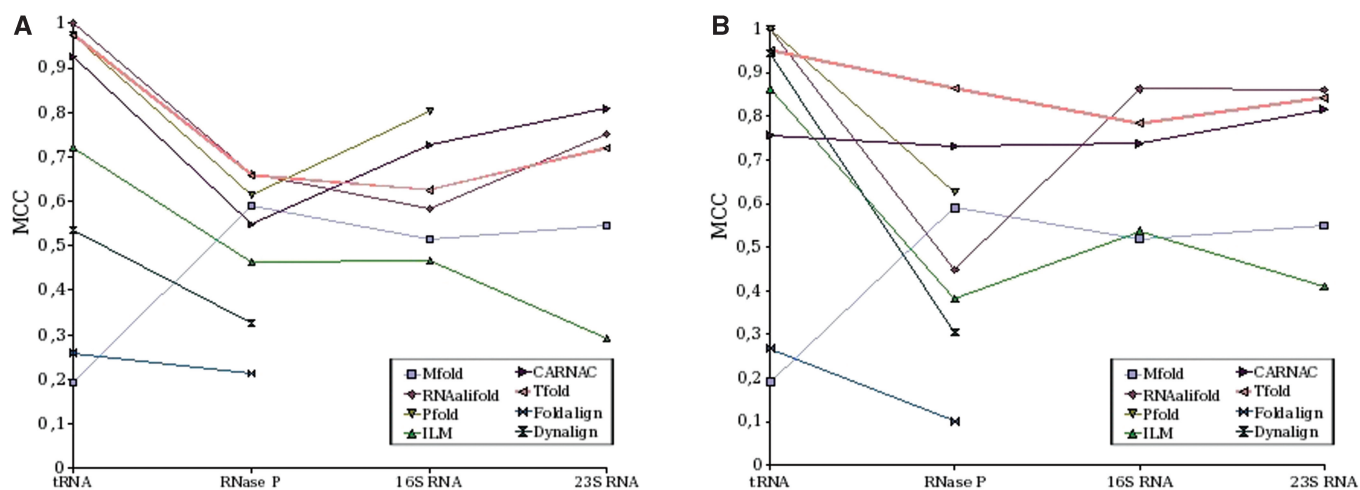 A
MCC
1
0,9
0,8
0,7
0,6
0,5
0,4
0,3
0,2
0,1
0
tRNA RNase P 16S RNA 23S RNA
Mfold CARNAC
RNAalifold Tfold
Pfold Foldalign
ILM Dynalign
B
MCC
1
0,9
0,8
0,7
0,6
0,5
0,4
0,3
0,2
0,1
0
tRNA RNase P 16S RNA 23S RNA
Mfold CARNAC
RNAalifold Tfold
Pfold Foldalign
ILM Dynalign